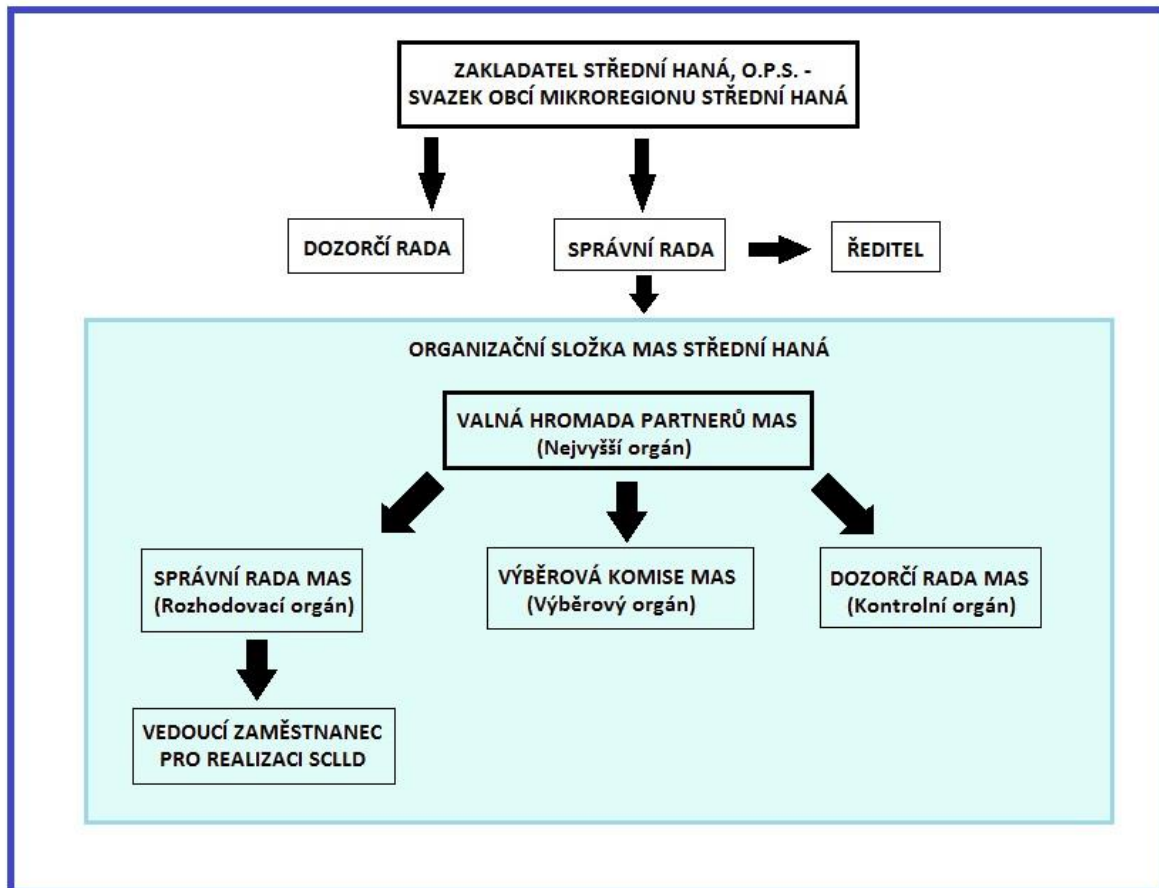 ZAKLADATEL STŘEDNÍ HANÁ, O.P.S. -
SVAZEK OBCÍ MIKROREGIONU STŘEDNÍ HANÁ
DOZORČÍ RADA
SPRÁVNÍ RADA
ŘEDITEL
ORGANIZAČNÍ SLOŽKA MAS STŘEDNÍ HANÁ
VALNÁ HROMADA PARTNERŮ MAS
(Nejvyšší orgán)
SPRÁVNÍ RADA MAS
(Rozhodovací orgán)
VÝBĚROVÁ KOMISE MAS
(Výběrový orgán)
DOZORČÍ RADA MAS
(Kontrolní orgán)
VEDOUCÍ ZAMĚSTNANEC
PRO REALIZACI SCLLD